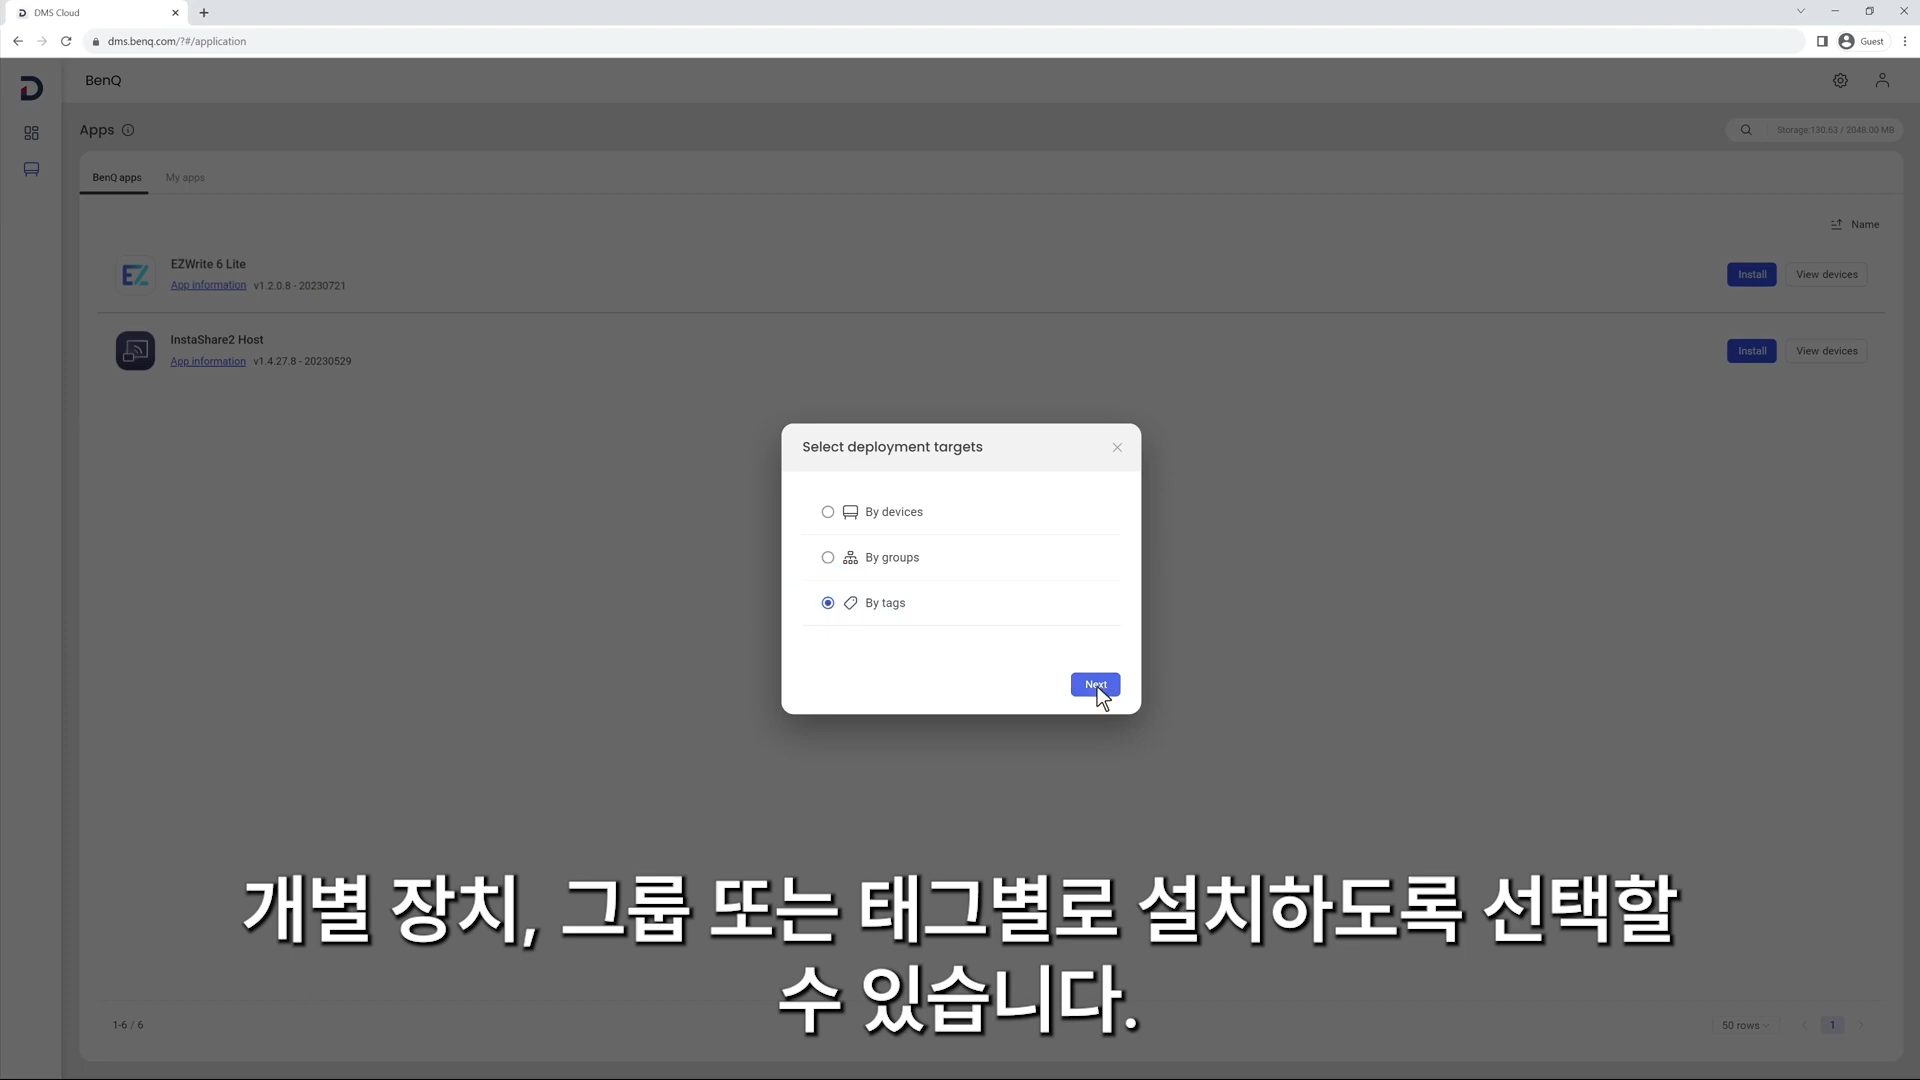 DMS Cloud
dms.benq.com/?#/application
Guest
BenQ
Apps
Storage:130.63 / 2048.00 MB
BenQ apps
My apps
Name
EZ
EZWrite 6 Lite
App information v1.2.0.8 - 20230721
Install
View devices
InstaShare2 Host
App information v1.4.27.8 - 20230529
Install
View devices
Select deployment targets
By devices
By groups
By tags
Next
개별 장치, 그룹 또는 태그별로 설치하도록 선택할
수 있습니다.
1-6 / 6
50 rows
1